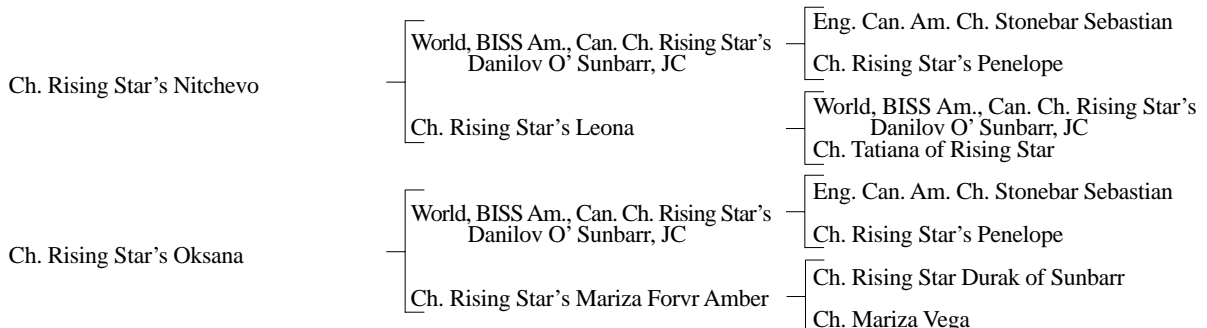 Ch. Rising Star’s Nitchevo
World, BISS Am., Can. Ch. Rising Star’s
Danilov O’ Sunbarr, JC
Eng. Can. Am. Ch. Stonebar Sebastian
Ch. Rising Star’s Penelope
Ch. Rising Star’s Leona
World, BISS Am., Can. Ch. Rising Star’s
Danilov O’ Sunbarr, JC
Ch. Tatiana of Rising Star
Ch. Rising Star’s Oksana
World, BISS Am., Can. Ch. Rising Star’s
Danilov O’ Sunbarr, JC
Eng. Can. Am. Ch. Stonebar Sebastian
Ch. Rising Star’s Penelope
Ch. Rising Star’s Mariza Forvr Amber
Ch. Rising Star Durak of Sunbarr
Ch. Mariza Vega